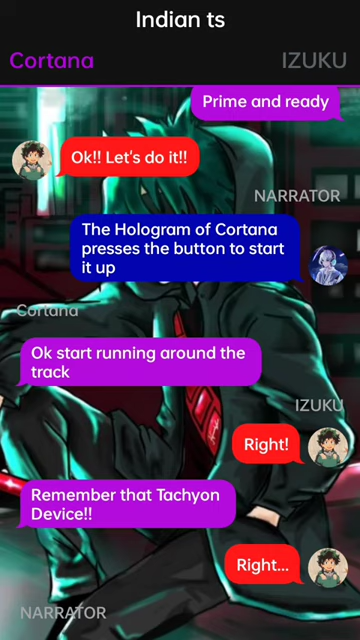 Indian ts
Cortana
IZUKU
Prime and ready
Ok!! Let's do it!!
NARRATOR
The Hologram of Cortana
presses the button to start
it up
Cortana
Ok start running around the
track
IZUKU
Right!
Remember that Tachyon
Device!!
Right...
NARRATOR